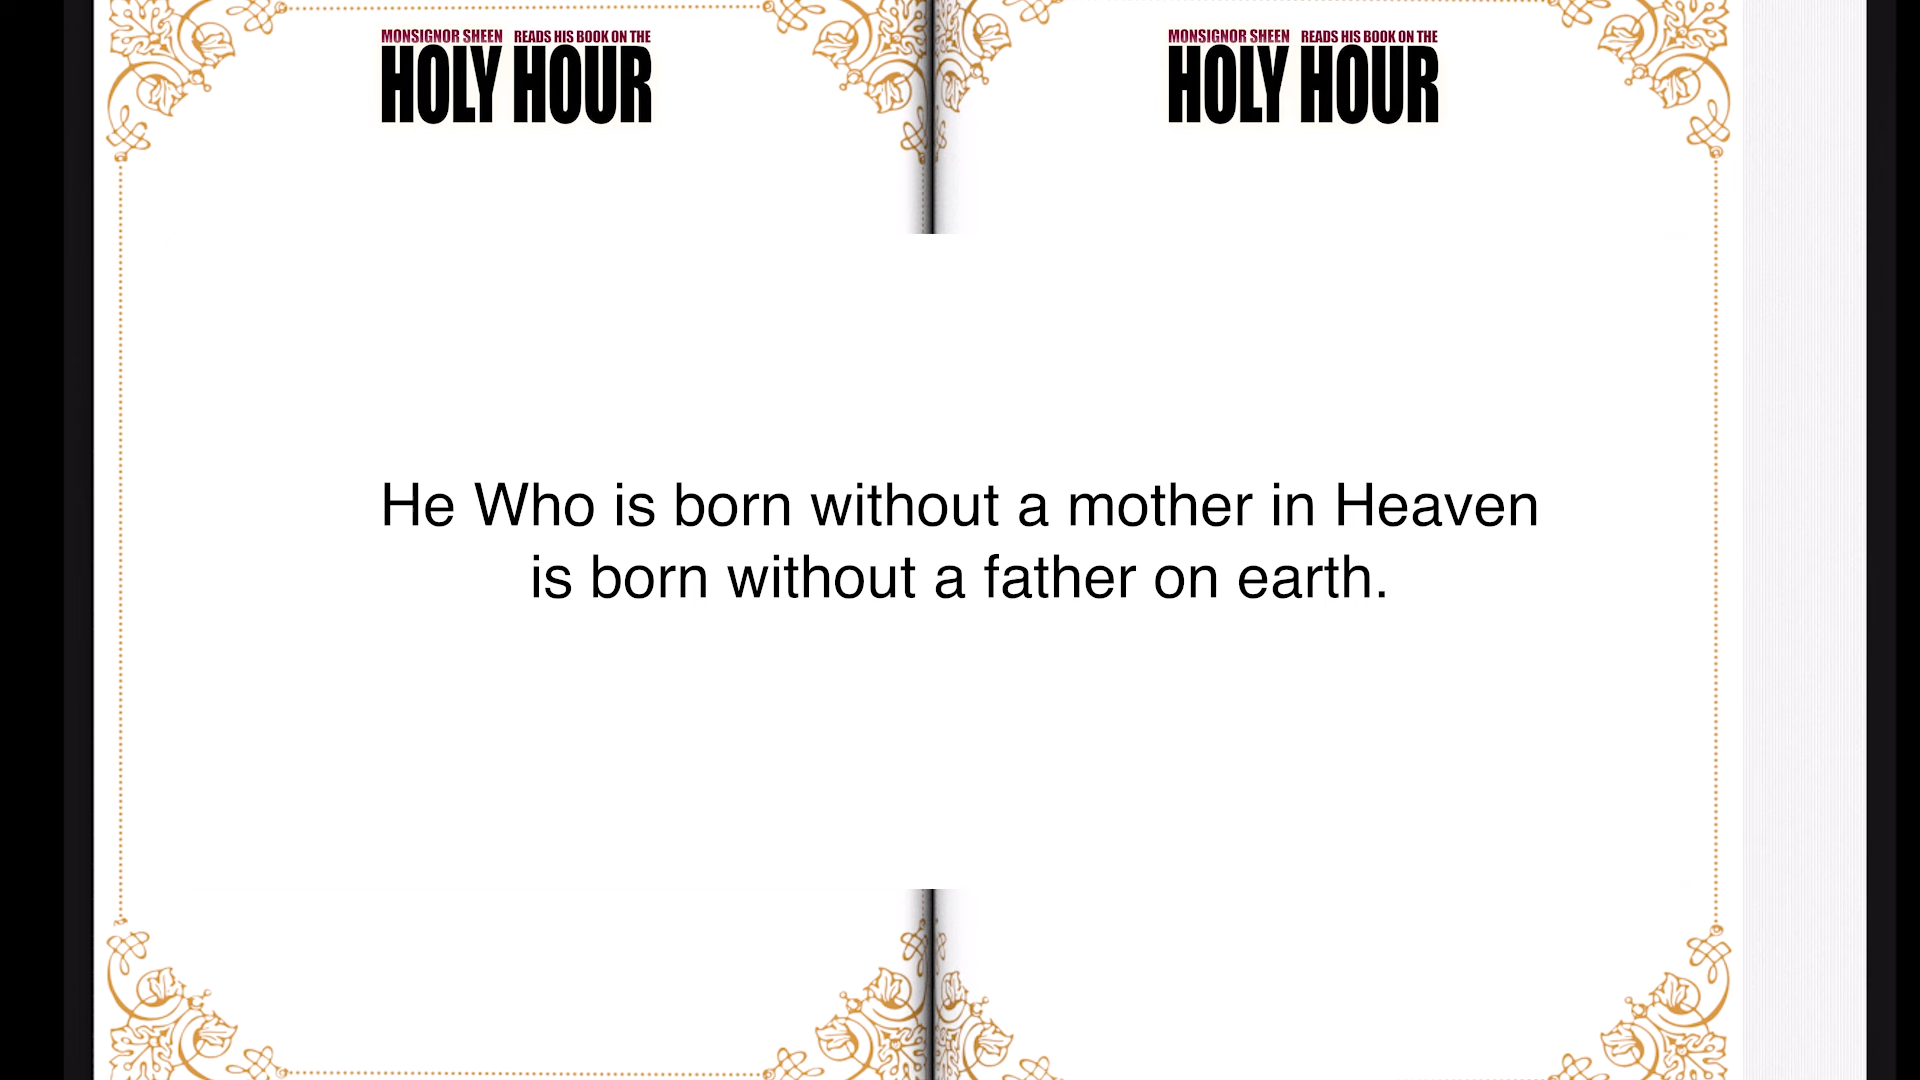 MONSIGNOR SHEEN READS HIS BOOK ON THE
HOLY HOUR
MONSIGNOR SHEEN READS HIS BOOK ON THE
HOLY HOUR
He Who is born without a mother in Heaven
is born without a father on earth.